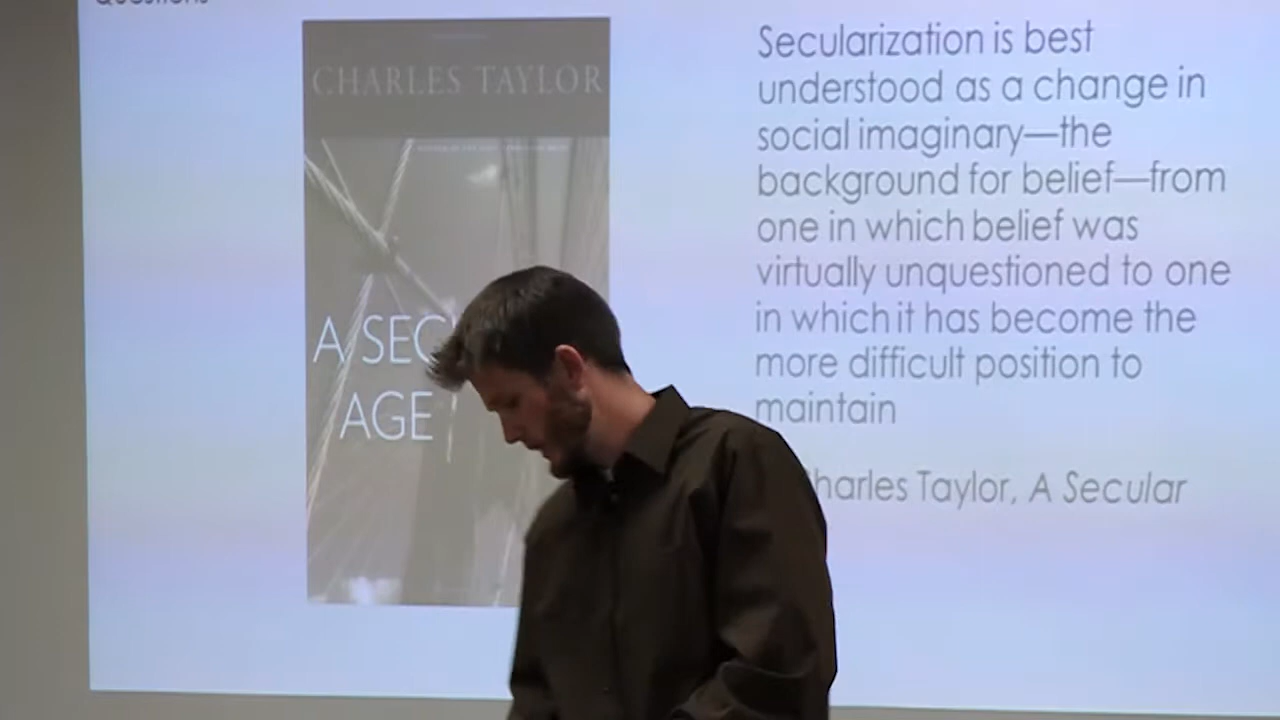 Questions
CHARLES TAYLOR
A SEC
AGE
Secularization is best
understood as a change in
social imaginary—the
background for belief—from
one in which belief was
virtually unquestioned to one
in which it has become the
more difficult position to
maintain
harles Taylor, A Secular